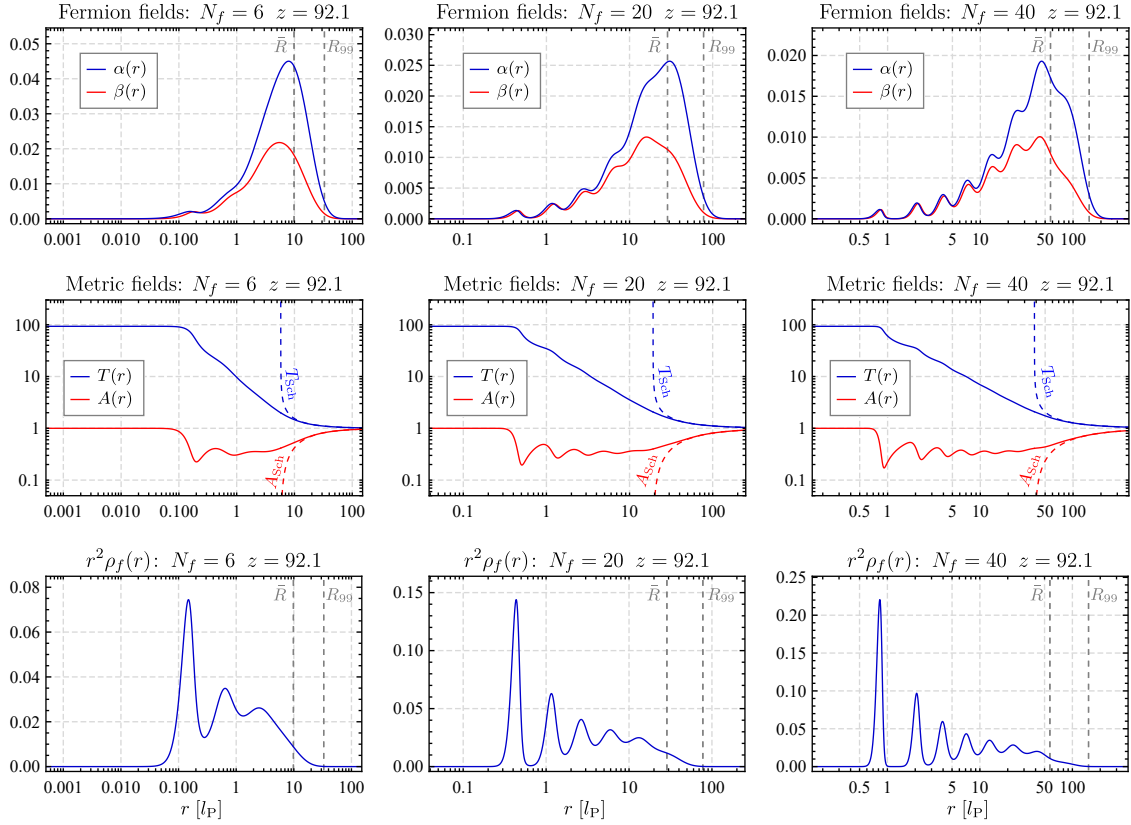 Fermion fields: N_f = 6 z = 92.1
Fermion fields: N_f = 20 z = 92.1
Fermion fields: N_f = 40 z = 92.1
R̄ R_99
α(r)
β(r)
0.05
0.04
0.03
0.02
0.01
0.00
0.001 0.010 0.100 1 10 100
R̄ R_99
α(r)
β(r)
0.030
0.025
0.020
0.015
0.010
0.005
0.000
0.1 1 10 100
R̄ R_99
α(r)
β(r)
0.020
0.015
0.010
0.005
0.000
0.5 1 5 10 50 100
Metric fields: N_f = 6 z = 92.1
Metric fields: N_f = 20 z = 92.1
Metric fields: N_f = 40 z = 92.1
100
10
1
0.1
T(r)
A(r)
T_Sch
A_Sch
0.001 0.010 0.100 1 10 100
100
10
1
0.1
T(r)
A(r)
T_Sch
A_Sch
0.1 1 10 100
100
10
1
0.1
T(r)
A(r)
T_Sch
A_Sch
0.5 1 5 10 50 100
r²ρ_f(r): N_f = 6 z = 92.1
r²ρ_f(r): N_f = 20 z = 92.1
r²ρ_f(r): N_f = 40 z = 92.1
R̄ R_99
0.08
0.06
0.04
0.02
0.00
0.001 0.010 0.100 1 10 100
r [l_P]
R̄ R_99
0.15
0.10
0.05
0.00
0.1 1 10 100
r [l_P]
R̄ R_99
0.25
0.20
0.15
0.10
0.05
0.00
0.5 1 5 10 50 100
r [l_P]